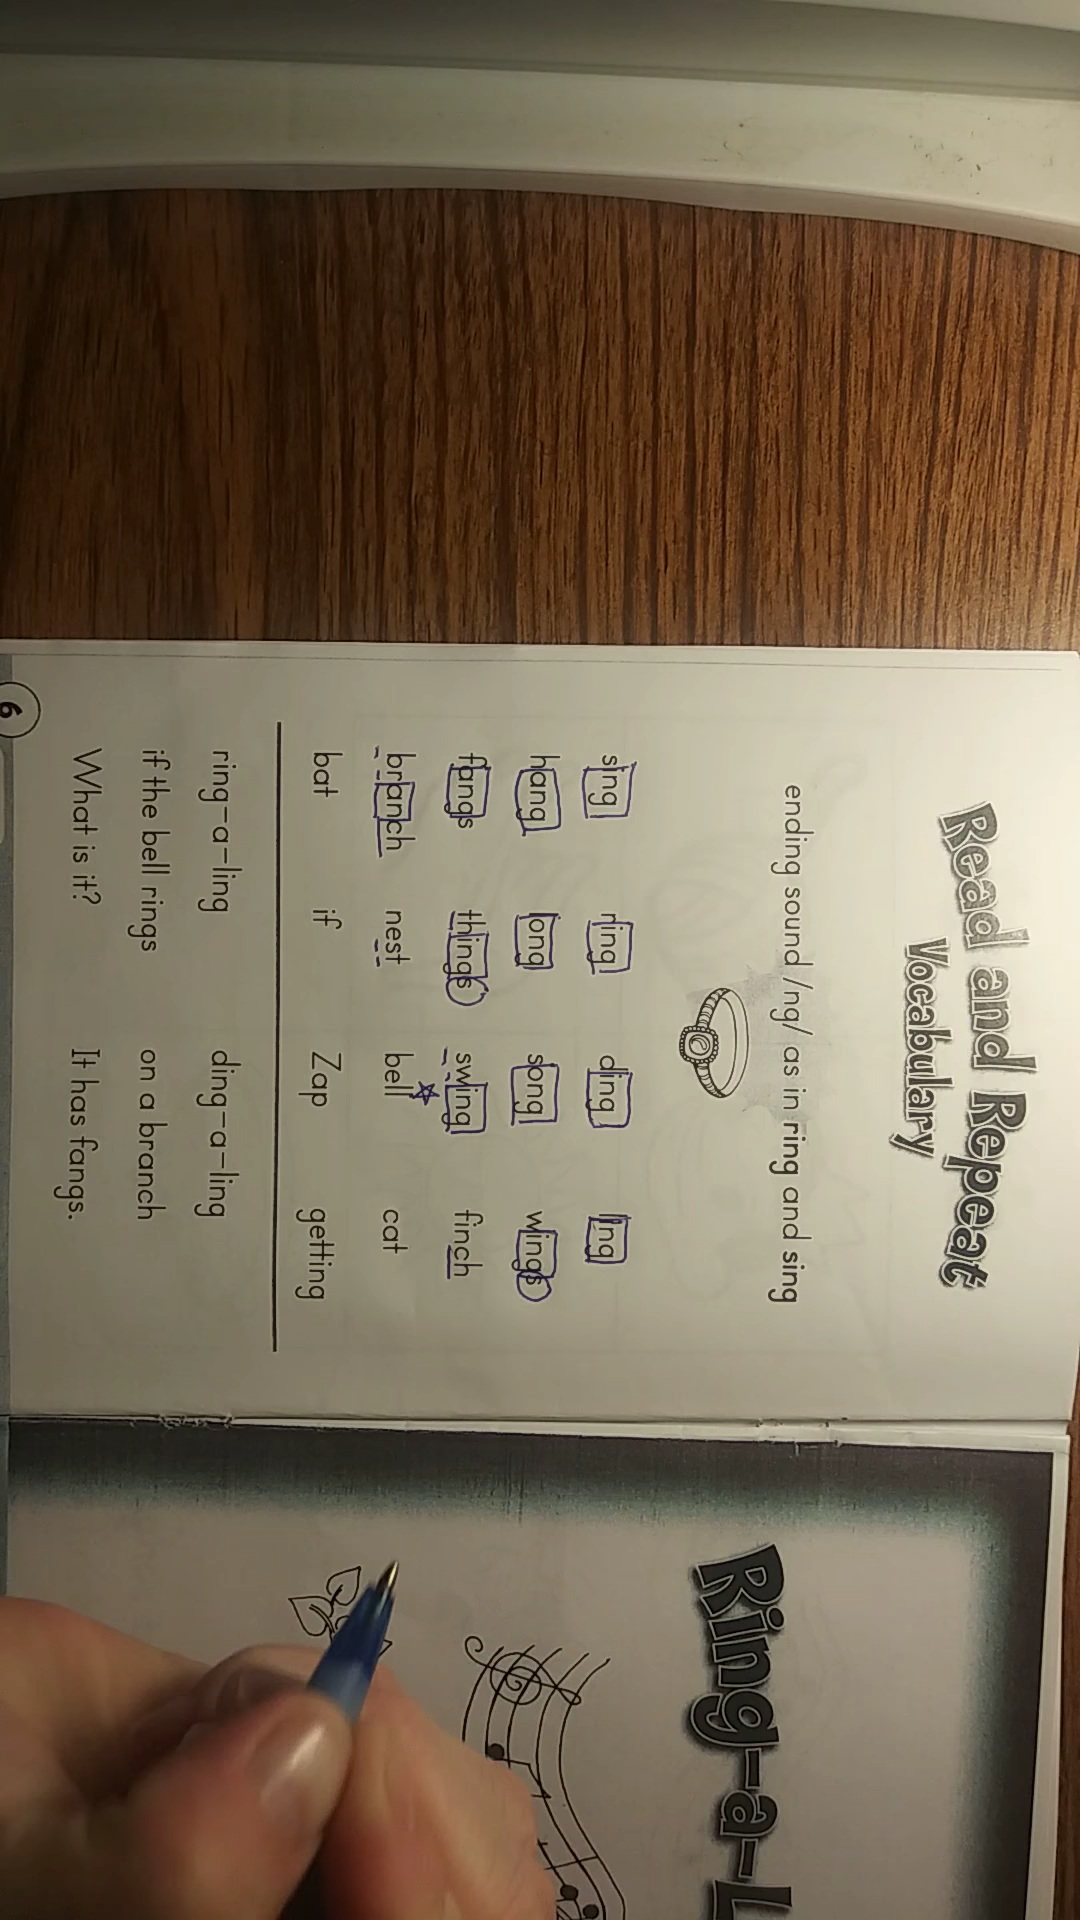 Read and Repeat
Vocabulary
ending sound /ng/ as in ring and sing
sing ring ding ling
hang long song wings
fangs things swing finch
branch nest bell cat
bat if Zap getting
ring-a-ling ding-a-ling
if the bell rings on a branch
What is it? It has fangs.
6
Ring-a-L